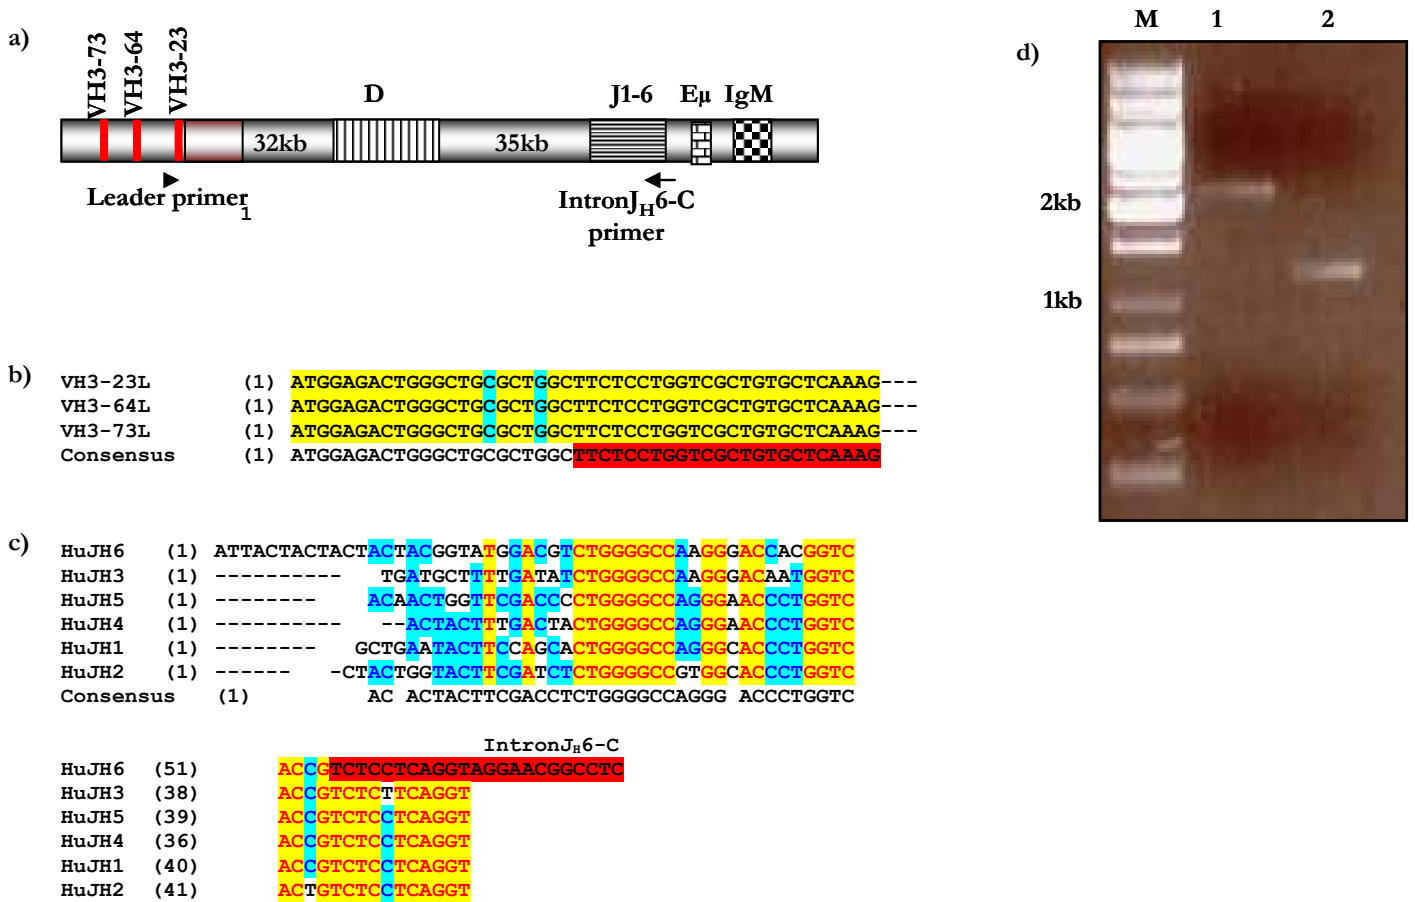 a)
VH3-73
VH3-64
VH3-23
D
J1-6
Eµ
IgM
32kb
35kb
Leader primer1
IntronJH6-C
primer
b)
VH3-23L (1) ATGGAGACTGGGCTGCGCTGGCTTCTCCTGGTCGCTGTGCTCAAAG---
VH3-64L (1) ATGGAGACTGGGCTGCGCTGGCTTCTCCTGGTCGCTGTGCTCAAAG---
VH3-73L (1) ATGGAGACTGGGCTGCGCTGGCTTCTCCTGGTCGCTGTGCTCAAAG---
Consensus (1) ATGGAGACTGGGCTGCGCTGGCTTCTCCTGGTCGCTGTGCTCAAAG
c)
HuJH6 (1) ATTACTACTACTACTACGGTATGGACGTCTGGGGCCAAGGGACCACGGTC
HuJH3 (1) ---------- TGATGCTTTTGATATCTGGGGCCAAGGGACAATGGTC
HuJH5 (1) -------- ACAACTGGTTCGACCCCTGGGGCCAGGGAACCCTGGTC
HuJH4 (1) ---------- --ACTACTTTGACTACTGGGGCCAGGGAACCCTGGTC
HuJH1 (1) -------- GCTGAATACTTCCAGCACTGGGGCCAGGGCACCCTGGTC
HuJH2 (1) ------ -CTACTGGTACTTCGATCTCTGGGGCCGTGGCACCCTGGTC
Consensus (1) AC ACTACTTCGACCTCTGGGGCCAGGG ACCCTGGTC
IntronJH6-C
HuJH6 (51) ACCGTCTCCTCAGGTAGGAACGGCCTC
HuJH3 (38) ACCGTCTCTTCAGGT
HuJH5 (39) ACCGTCTCCTCAGGT
HuJH4 (36) ACCGTCTCCTCAGGT
HuJH1 (40) ACCGTCTCCTCAGGT
HuJH2 (41) ACTGTCTCCTCAGGT
d)
M 1 2
2kb
1kb